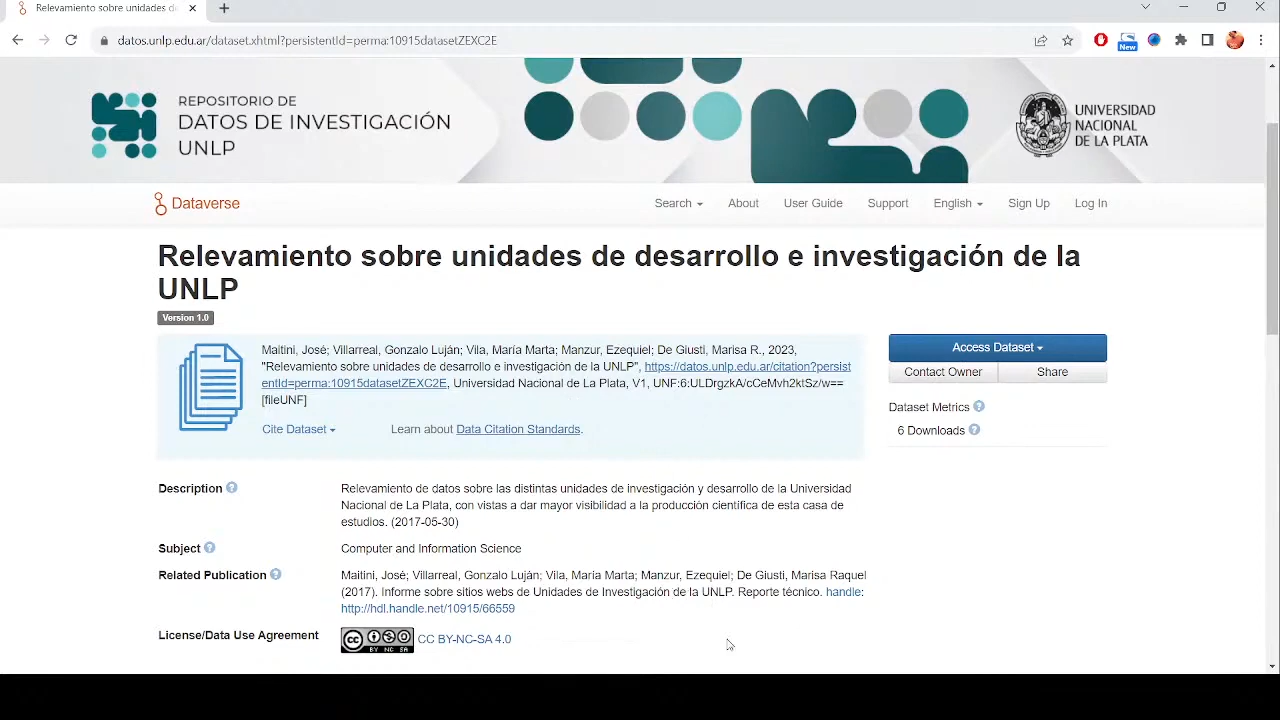 Relevamiento sobre unidades de
datos.unlp.edu.ar/dataset.xhtml?persistentId=perma:10915datasetZEXC2E
New
REPOSITORIO DE
DATOS DE INVESTIGACIÓN
UNLP
UNIVERSIDAD
NACIONAL
DE LA PLATA
Dataverse
Search
About
User Guide
Support
English
Sign Up
Log In
Relevamiento sobre unidades de desarrollo e investigación de la
UNLP
Version 1.0
Maltini, José; Villarreal, Gonzalo Luján; Vila, María Marta; Manzur, Ezequiel; De Giusti, Marisa R., 2023,
"Relevamiento sobre unidades de desarrollo e investigación de la UNLP", https://datos.unlp.edu.ar/citation?persist
entId=perma:10915datasetZEXC2E, Universidad Nacional de La Plata, V1, UNF:6:ULDrgzkA/cCeMvh2ktSz/w==
[fileUNF]
Cite Dataset
Learn about Data Citation Standards.
Access Dataset
Contact Owner
Share
Dataset Metrics
6 Downloads
Description
Relevamiento de datos sobre las distintas unidades de investigación y desarrollo de la Universidad
Nacional de La Plata, con vistas a dar mayor visibilidad a la producción científica de esta casa de
estudios. (2017-05-30)
Subject
Computer and Information Science
Related Publication
Maltini, José; Villarreal, Gonzalo Luján; Vila, María Marta; Manzur, Ezequiel; De Giusti, Marisa Raquel
(2017). Informe sobre sitios webs de Unidades de Investigación de la UNLP. Reporte técnico. handle:
http://hdl.handle.net/10915/66559
License/Data Use Agreement
BY NC SA
CC BY-NC-SA 4.0